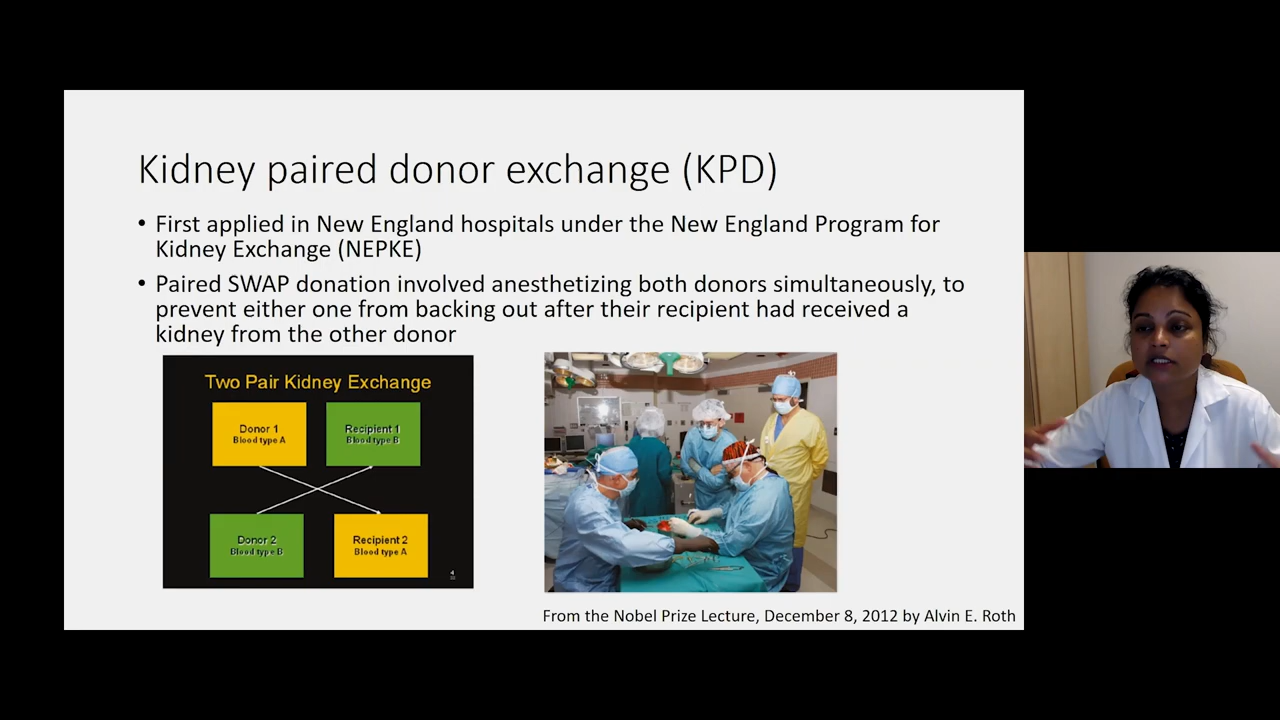 Kidney paired donor exchange (KPD)
• First applied in New England hospitals under the New England Program for
Kidney Exchange (NEPKE)
• Paired SWAP donation involved anesthetizing both donors simultaneously, to
prevent either one from backing out after their recipient had received a
kidney from the other donor
Two Pair Kidney Exchange
Donor 1
Blood type A
Recipient 1
Blood type B
Donor 2
Blood type B
Recipient 2
Blood type A
4
From the Nobel Prize Lecture, December 8, 2012 by Alvin E. Roth